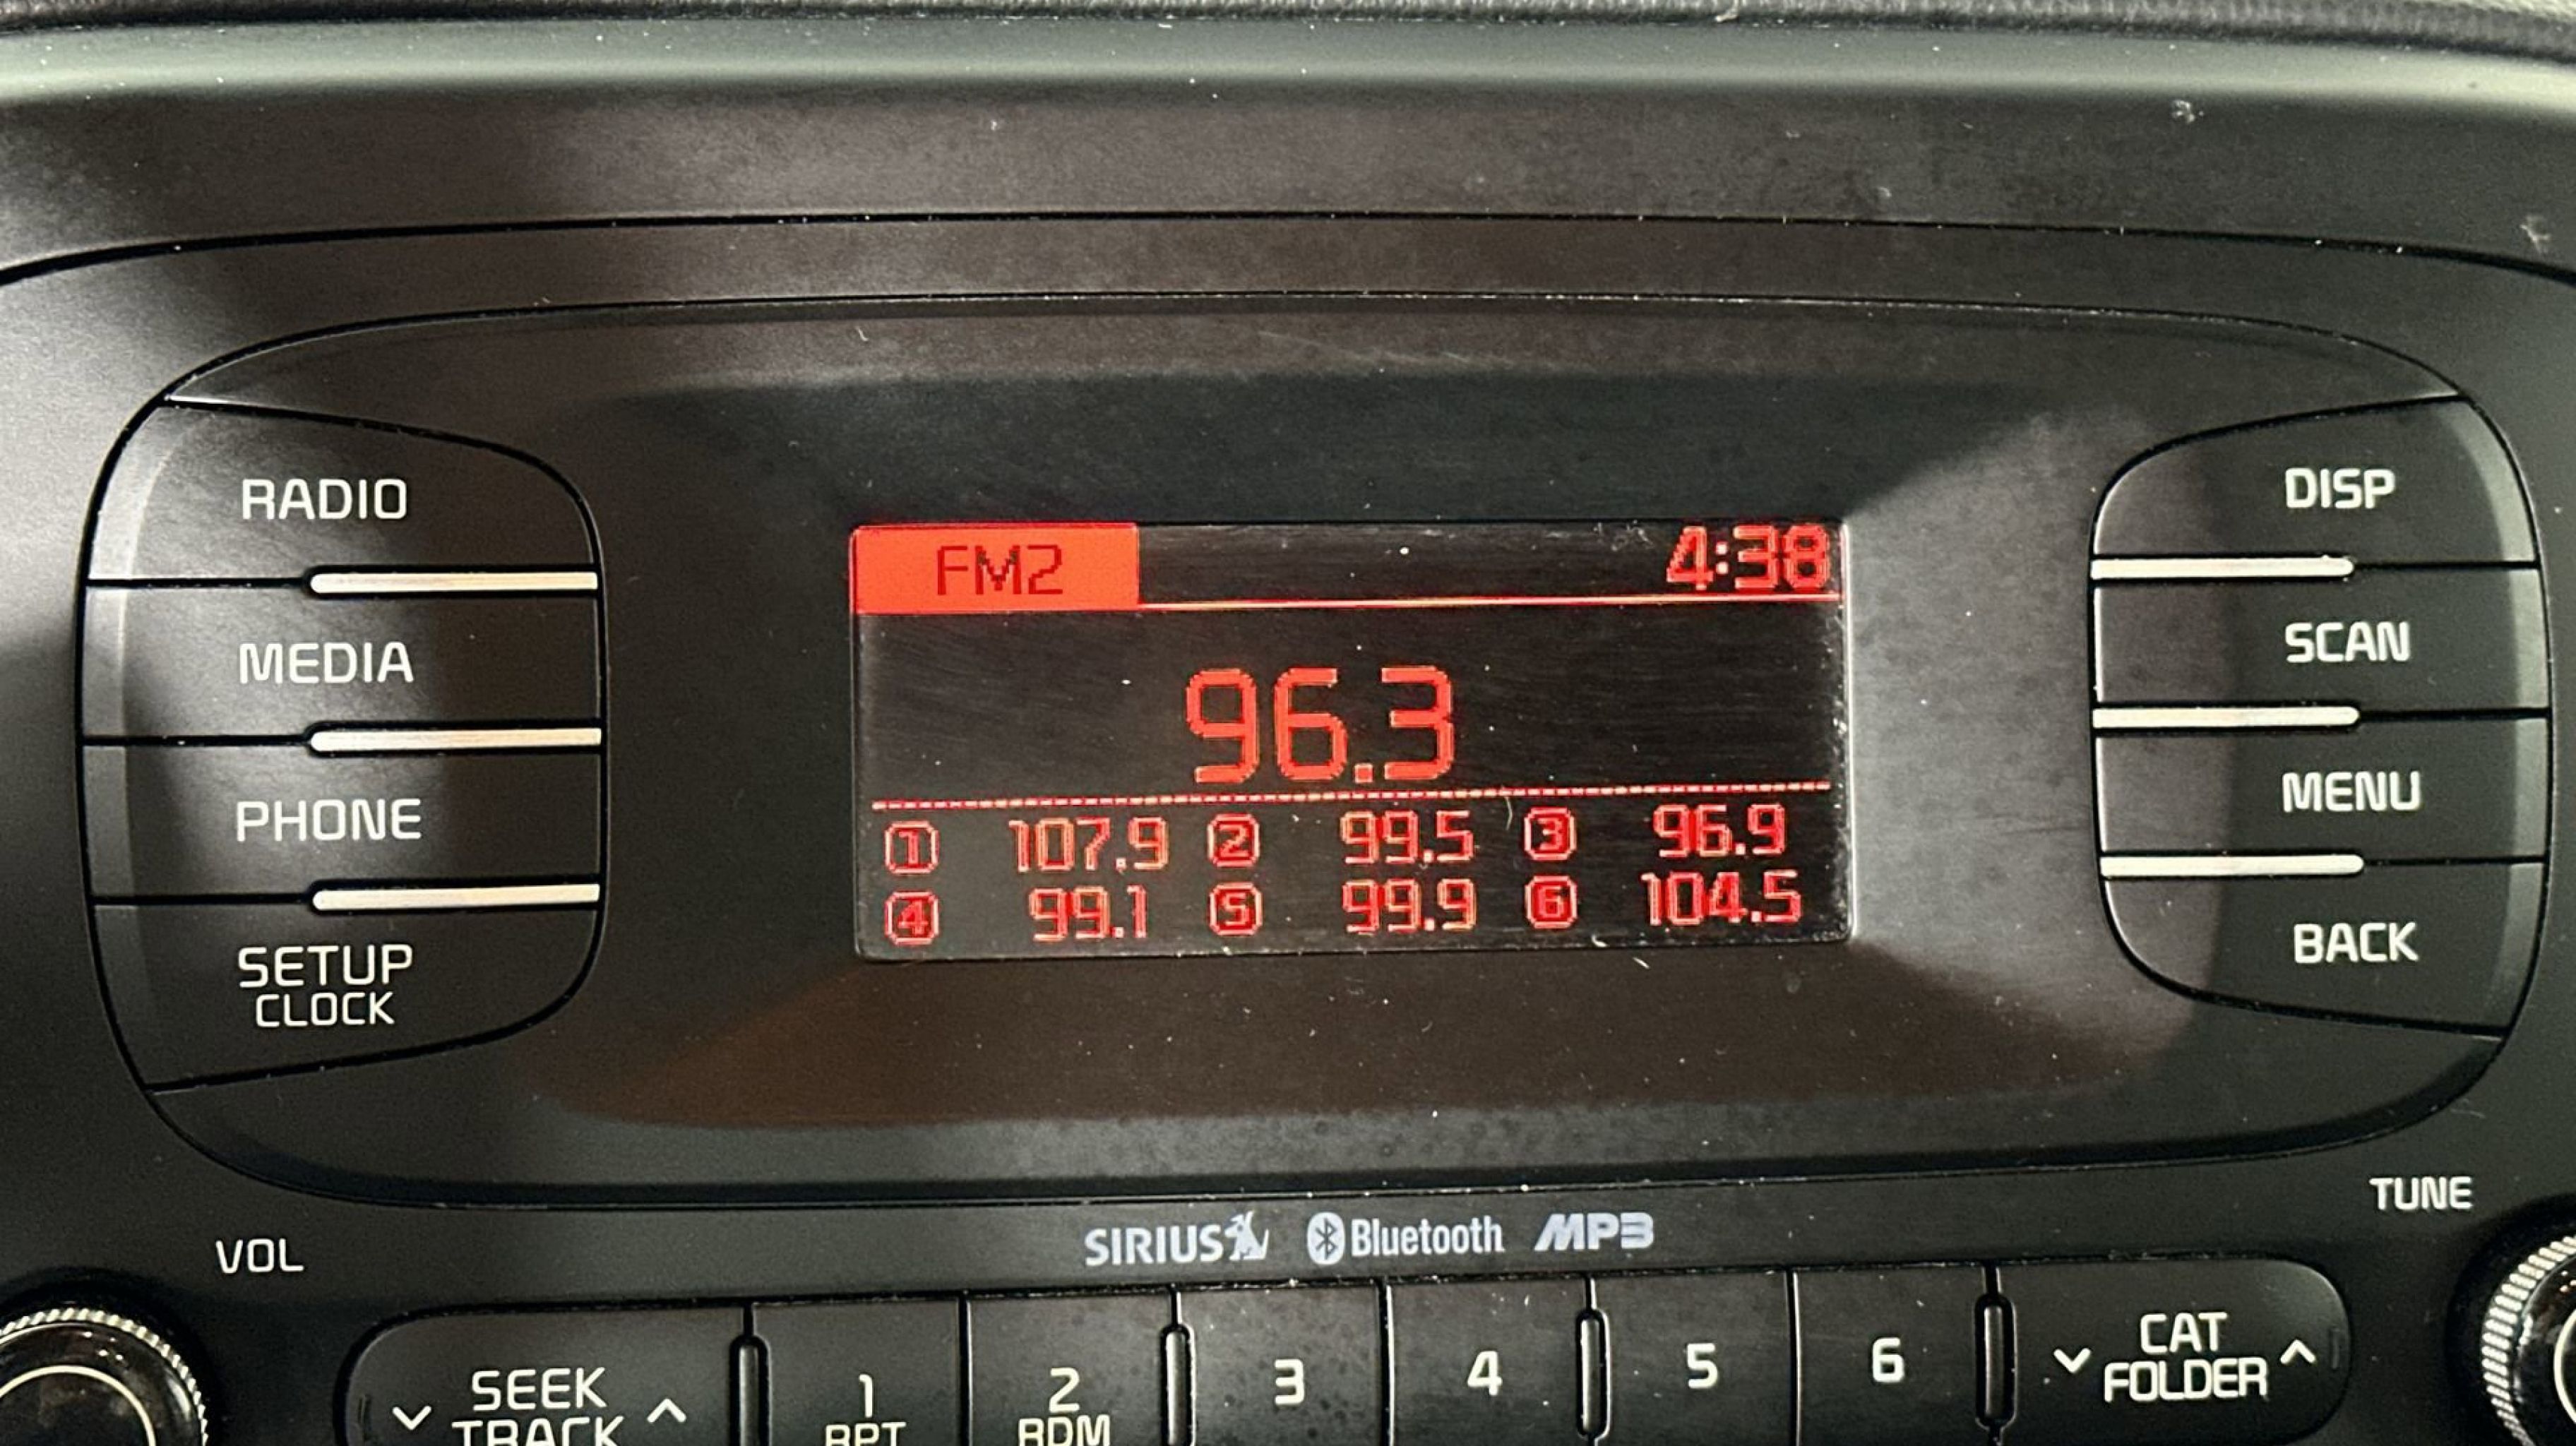 RADIO
MEDIA
PHONE
SETUP
CLOCK
FM2 4:38
96.3
1 107.9 2 99.5 3 96.9
4 99.1 5 99.9 6 104.5
DISP
SCAN
MENU
BACK
VOL
TUNE
SIRIUS Bluetooth MP3
SEEK
TRACK
1
RPT
2
RDM
3
4
5
6
CAT
FOLDER